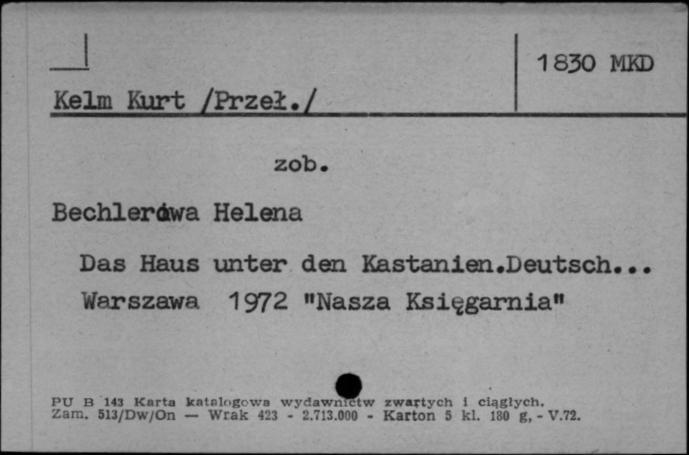 1830 MKD
Kelm Kurt /Przeł./
zob.
Bechlerowa Helena
Das Haus unter den Kastanien.Deutsch...
Warszawa 1972 "Nasza Księgarnia"
PU B 143 Karta katalogowa wydawnictw zwartych i ciągłych.
Zam. 513/Dw/On — Wrak 423 - 2.713.000 - Karton 5 kl. 180 g, - V.72.